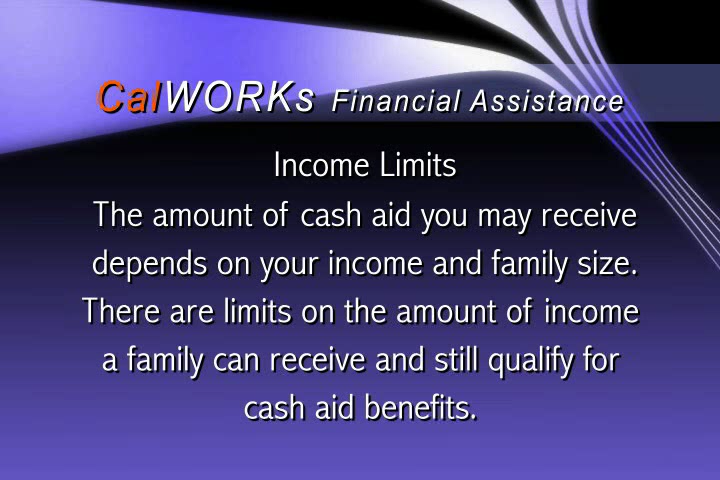 CalWORKs Financial Assistance
Income Limits
The amount of cash aid you may receive
depends on your income and family size.
There are limits on the amount of income
a family can receive and still qualify for
cash aid benefits.